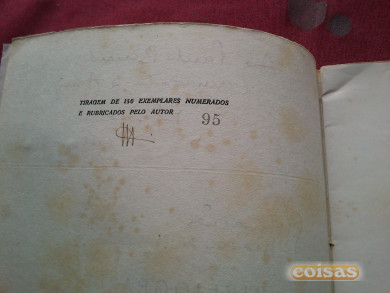 TIRAGEM DE 150 EXEMPLARES NUMERADOS
E RUBRICADOS PELO AUTOR 95
coisas